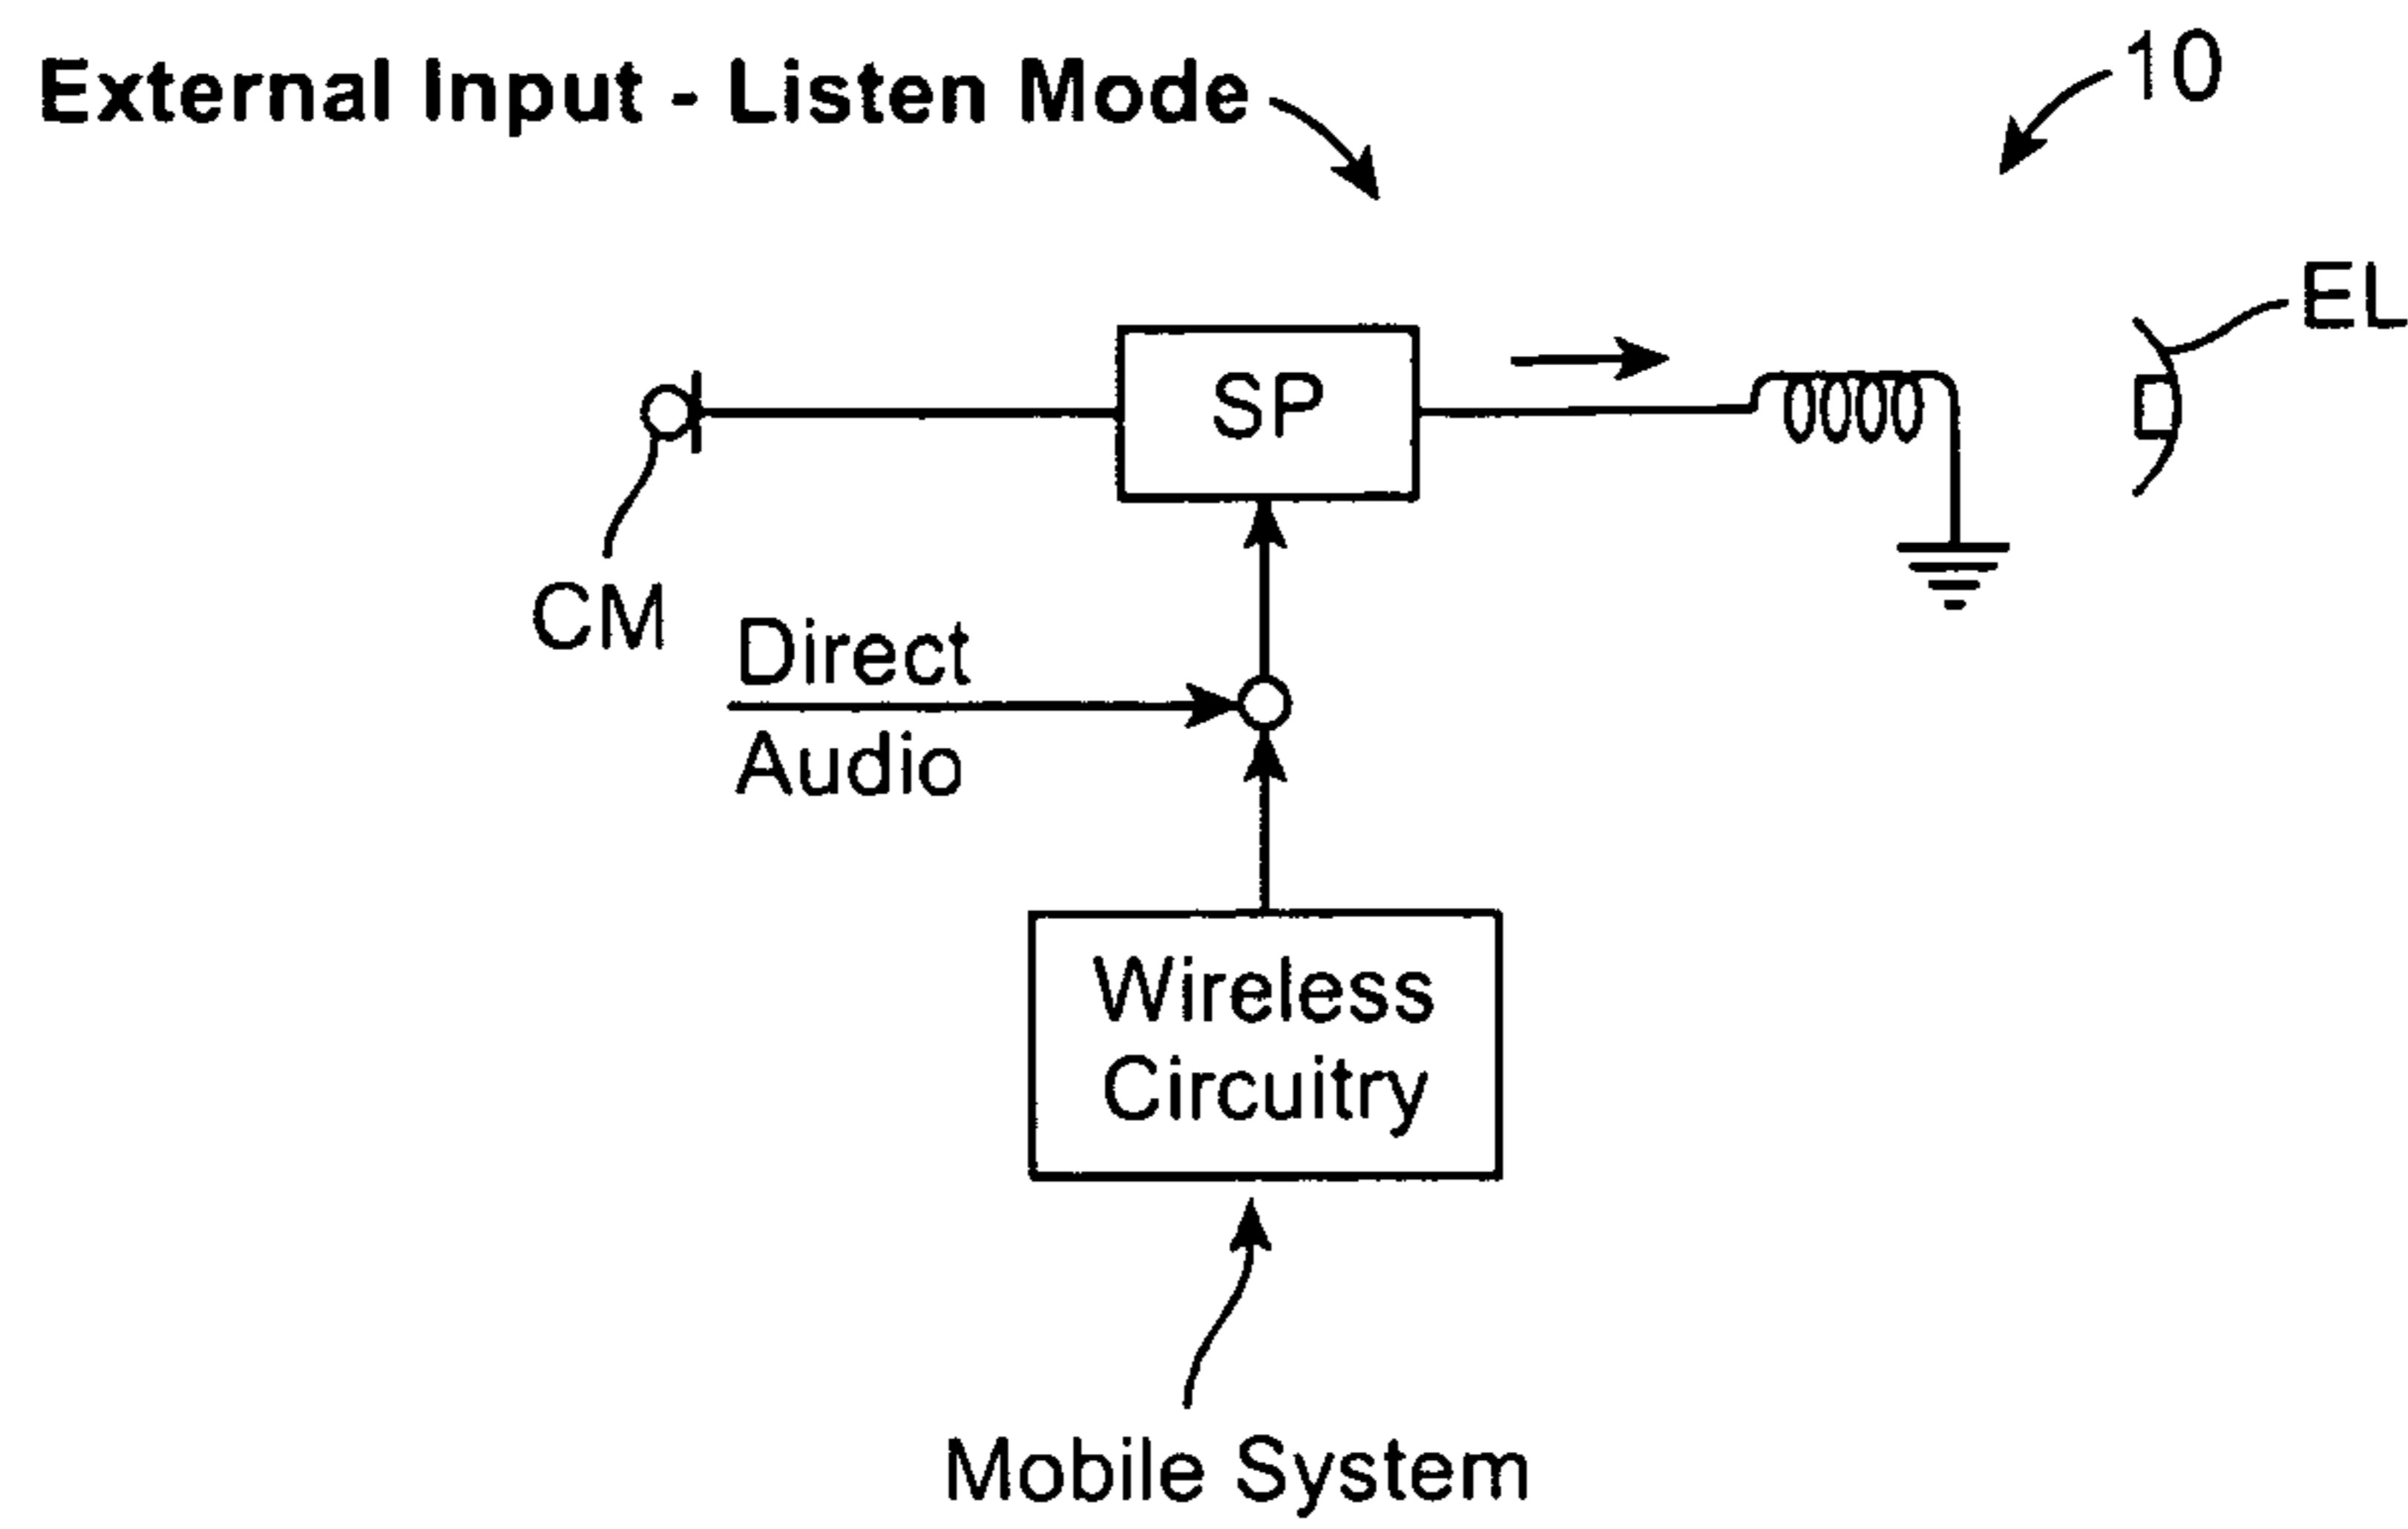 External Input - Listen Mode
10
EL
SP
CM
Direct
Audio
Wireless
Circuitry
Mobile System